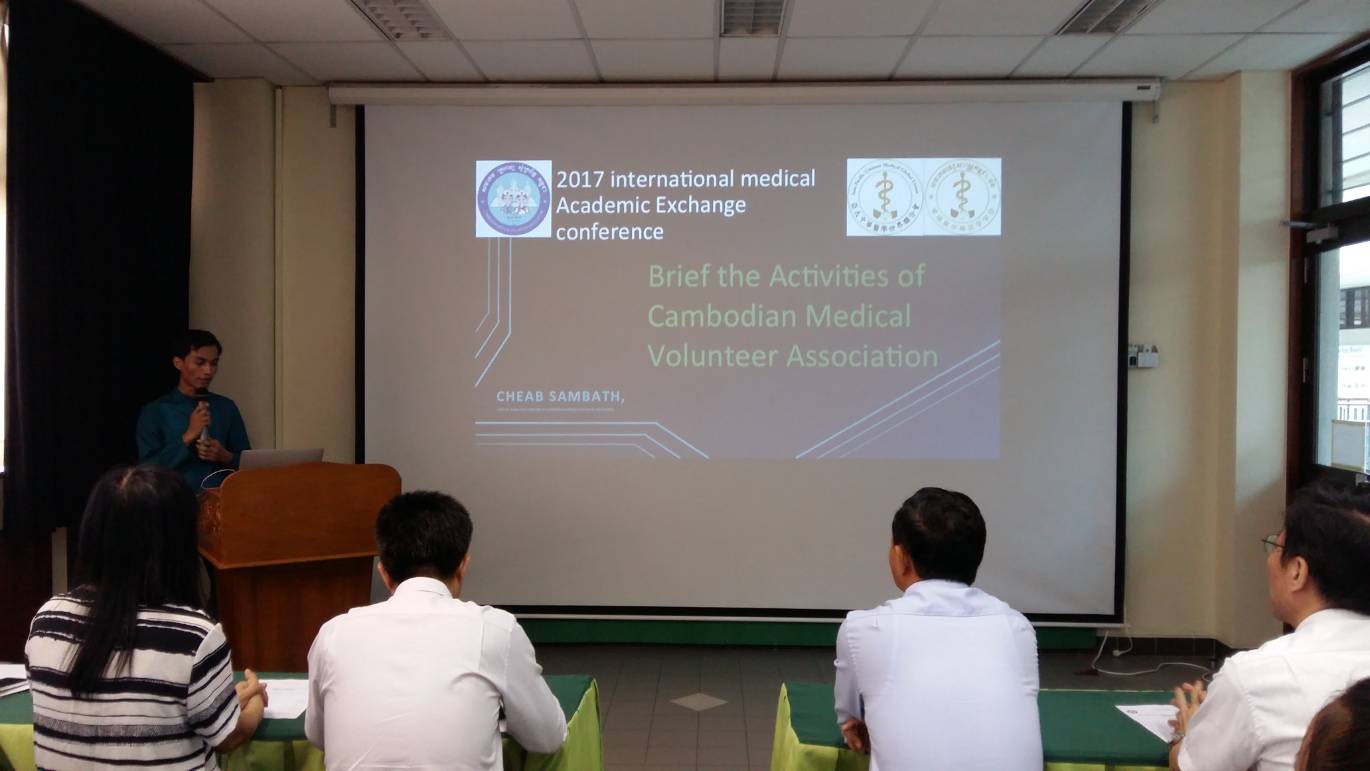 2017 international medical
Academic Exchange
conference
Brief the Activities of
Cambodian Medical
Volunteer Association
CHEAB SAMBATH,